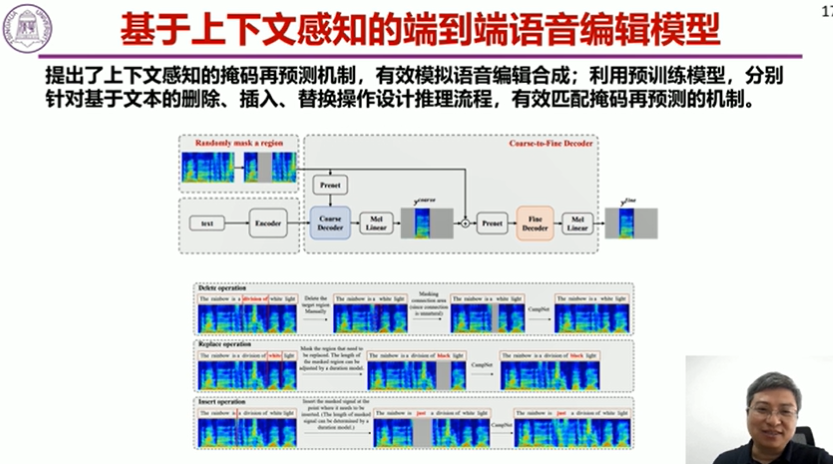 17
基于上下文感知的端到端语音编辑模型
提出了上下文感知的掩码再预测机制，有效模拟语音编辑合成；利用预训练模型，分别
针对基于文本的删除、插入、替换操作设计推理流程，有效匹配掩码再预测的机制。
Randomly mask a region
Coarse-to-Fine Decoder
Prenet
text
Encoder
Coarse
Decoder
Mel
Linear
y^coarse
Prenet
Fine
Decoder
Mel
Linear
y^fine
Delete operation
The rainbow is a division of white light
Delete the
target region
Manually
The rainbow is a white light
Masking
connection area
(since connection
is unnatural)
The rainbow is a white light
CampNet
The rainbow is a white light
Replace operation
The rainbow is a division of white light
Mask the region that need to
be replaced. The length of
the masked region can be
adjusted by a duration model.)
The rainbow is a division of black light
CampNet
The rainbow is a division of black light
Insert operation
The rainbow is a division of white light
Insert the masked signal at the
point where it needs to be
inserted. (The length of masked
signal can be determined by a
duration model.)
The rainbow is just a division of white light
CampNet
The rainbow is just a division of white light